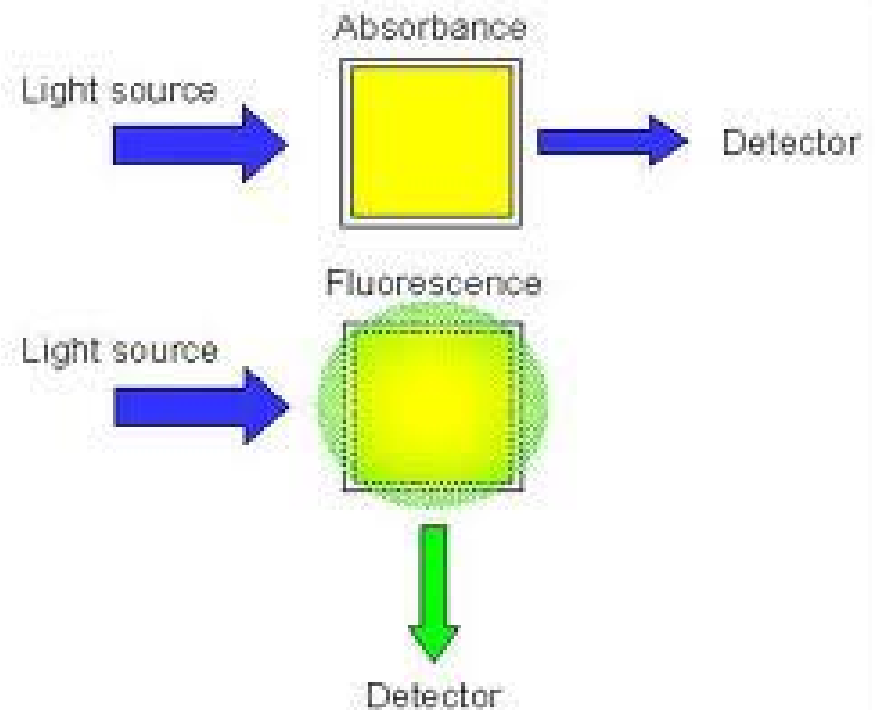 Absorbance
Light source
Detector
Fluorescence
Light source
Detector